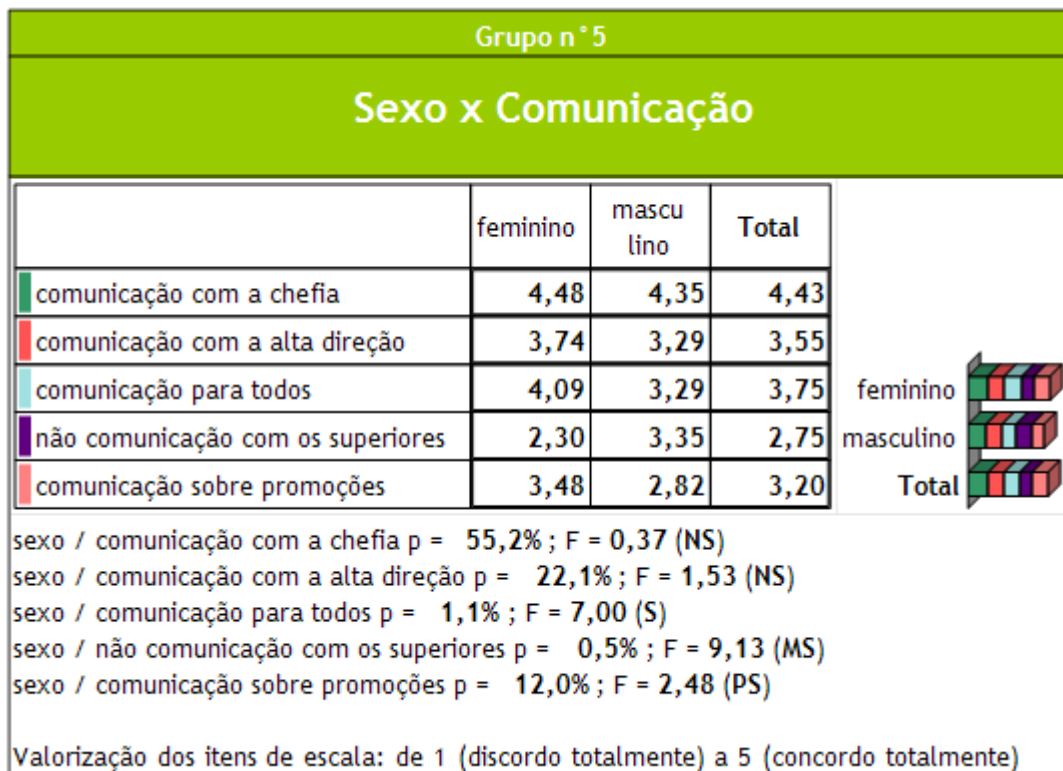 Grupo n°5
Sexo x Comunicação
feminino mascu lino Total
comunicação com a chefia 4,48 4,35 4,43
comunicação com a alta direção 3,74 3,29 3,55
comunicação para todos 4,09 3,29 3,75
não comunicação com os superiores 2,30 3,35 2,75
comunicação sobre promoções 3,48 2,82 3,20
feminino
masculino
Total
sexo / comunicação com a chefia p = 55,2% ; F = 0,37 (NS)
sexo / comunicação com a alta direção p = 22,1% ; F = 1,53 (NS)
sexo / comunicação para todos p = 1,1% ; F = 7,00 (S)
sexo / não comunicação com os superiores p = 0,5% ; F = 9,13 (MS)
sexo / comunicação sobre promoções p = 12,0% ; F = 2,48 (PS)
Valorização dos itens de escala: de 1 (discordo totalmente) a 5 (concordo totalmente)